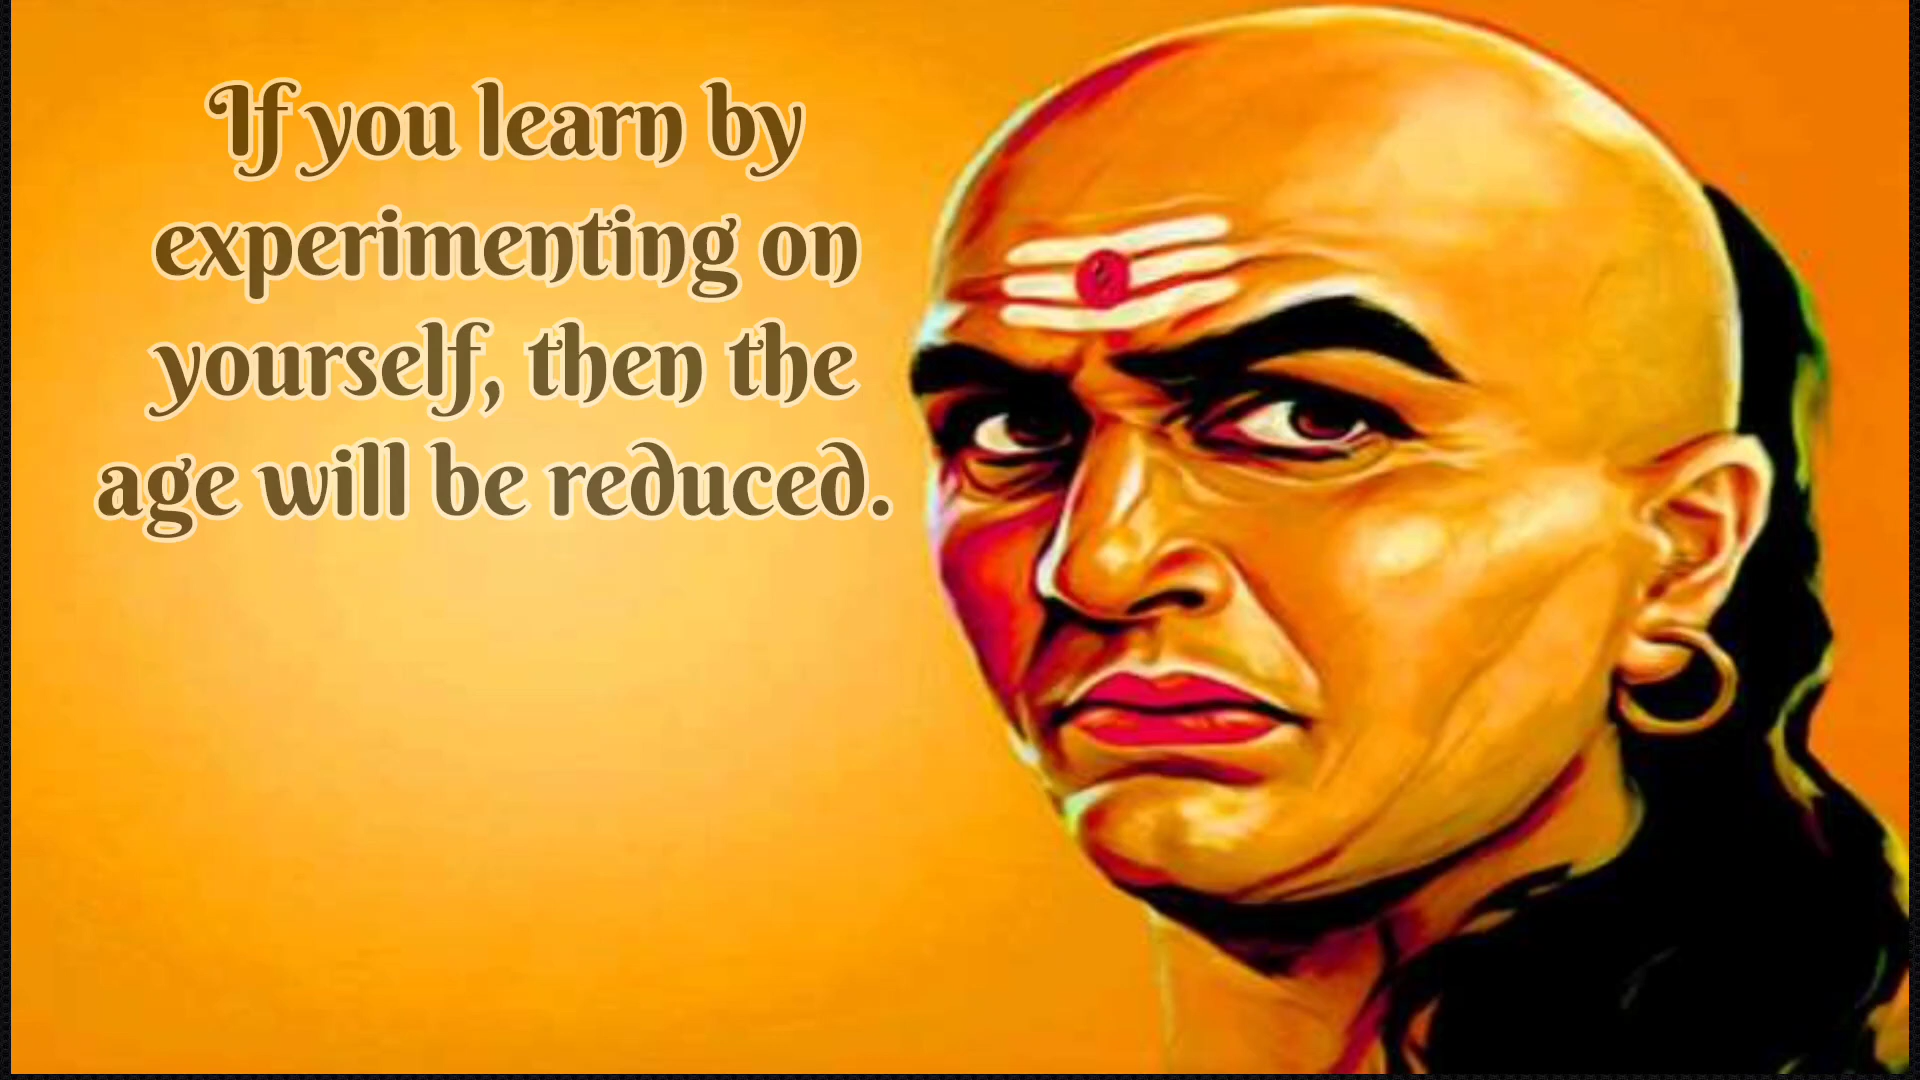 If you learn by
experimenting on
yourself, then the
age will be reduced.